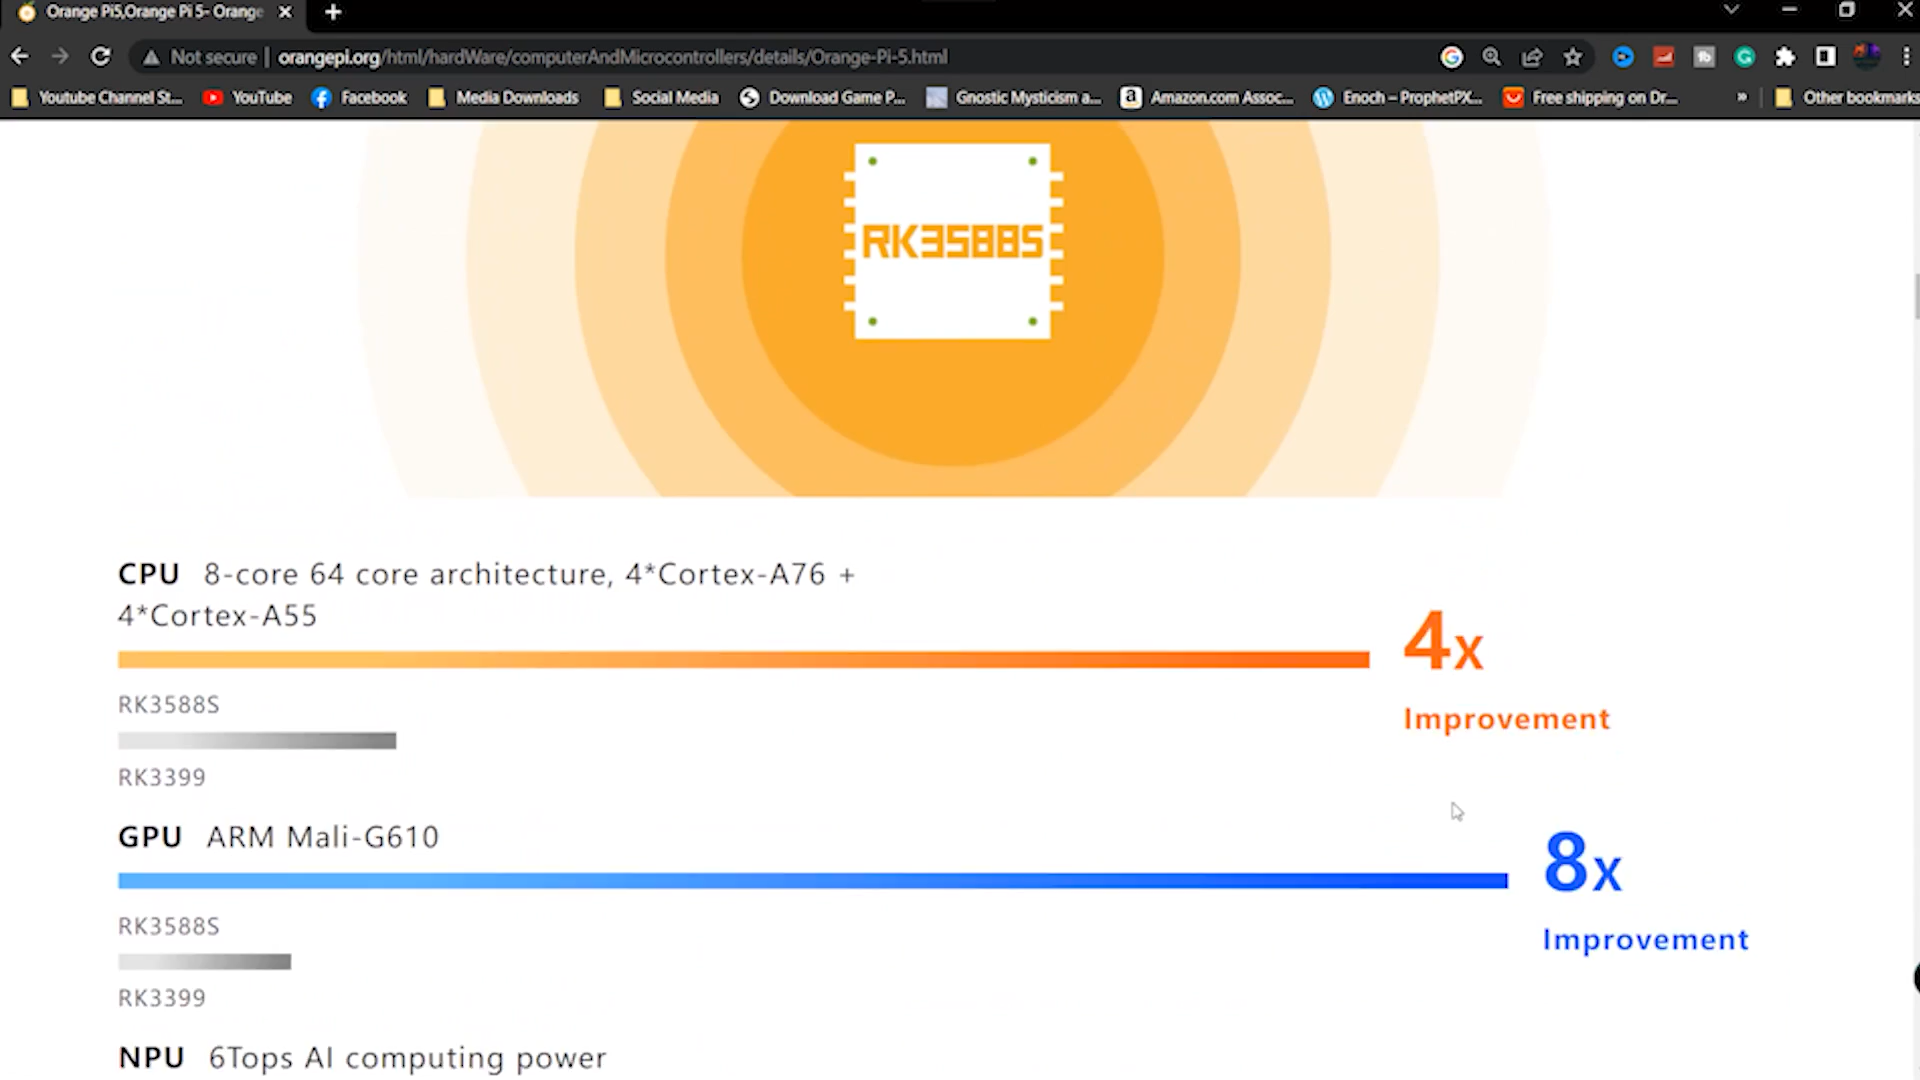 Orange Pi5,Orange Pi 5- Orange
Not secure | orangepi.org/html/hardWare/computerAndMicrocontrollers/details/Orange-Pi-5.html
Youtube Channel St... YouTube Facebook Media Downloads Social Media Download Game P... Gnostic Mysticism a... Amazon.com Assoc... Enoch – ProphetPX... Free shipping on Dr... » Other bookmarks
RK3588S
CPU 8-core 64 core architecture, 4*Cortex-A76 +
4*Cortex-A55
4x
RK3588S
Improvement
RK3399
GPU ARM Mali-G610
8x
RK3588S
Improvement
RK3399
NPU 6Tops AI computing power